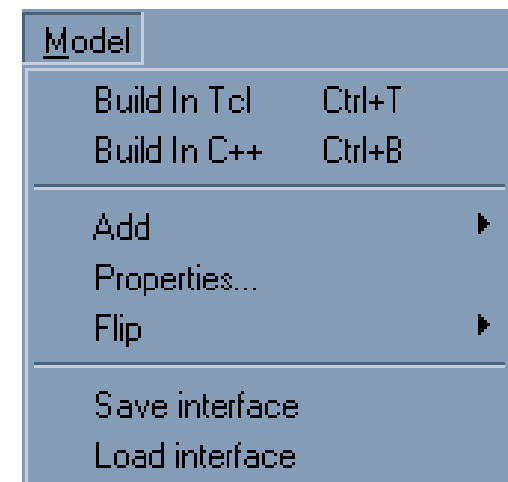 Model
Build In Tcl Ctrl+T
Build In C++ Ctrl+B
Add
Properties...
Flip
Save interface
Load interface